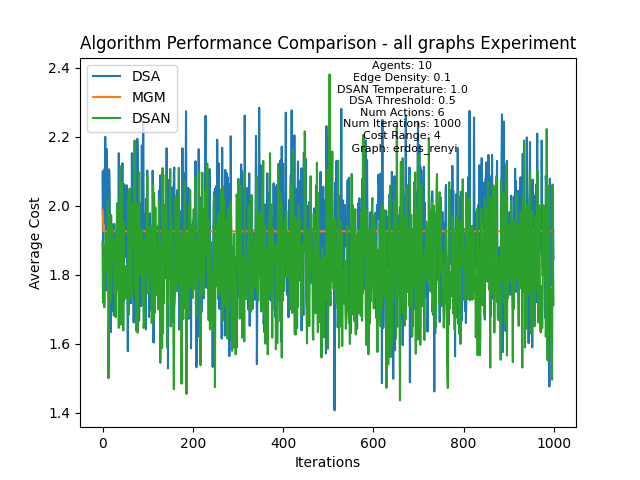 Algorithm Performance Comparison - all graphs Experiment
DSA
MGM
DSAN
Agents: 10
Edge Density: 0.1
DSAN Temperature: 1.0
DSA Threshold: 0.5
Num Actions: 6
Num Iterations: 1000
Cost Range: 4
Graph: erdos_renyi
Average Cost
2.4
2.2
2.0
1.8
1.6
1.4
0 200 400 600 800 1000
Iterations